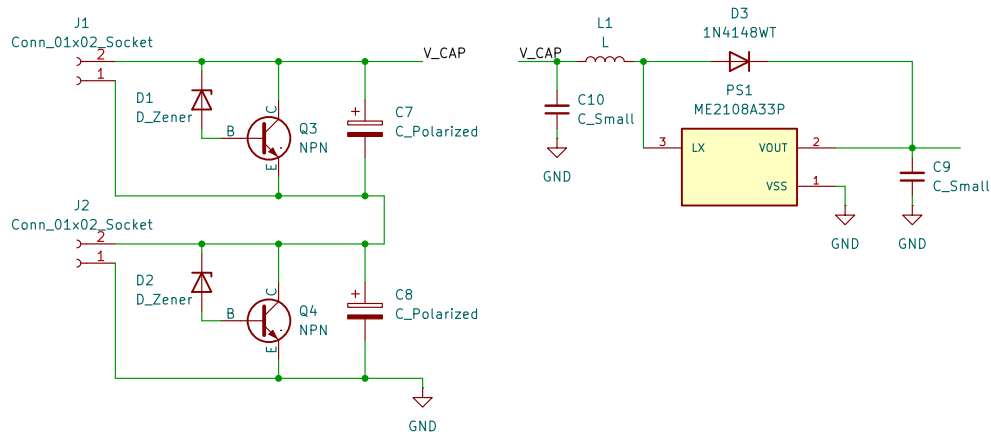 J1
Conn_01x02_Socket
2
1
D1
D_Zener
B
C
E
Q3
NPN
+
C7
C_Polarized
V_CAP
J2
Conn_01x02_Socket
2
1
D2
D_Zener
B
C
E
Q4
NPN
+
C8
C_Polarized
GND
V_CAP
L1
L
C10
C_Small
GND
D3
1N4148WT
PS1
ME2108A33P
3
LX
VOUT
2
VSS
1
GND
C9
C_Small
GND